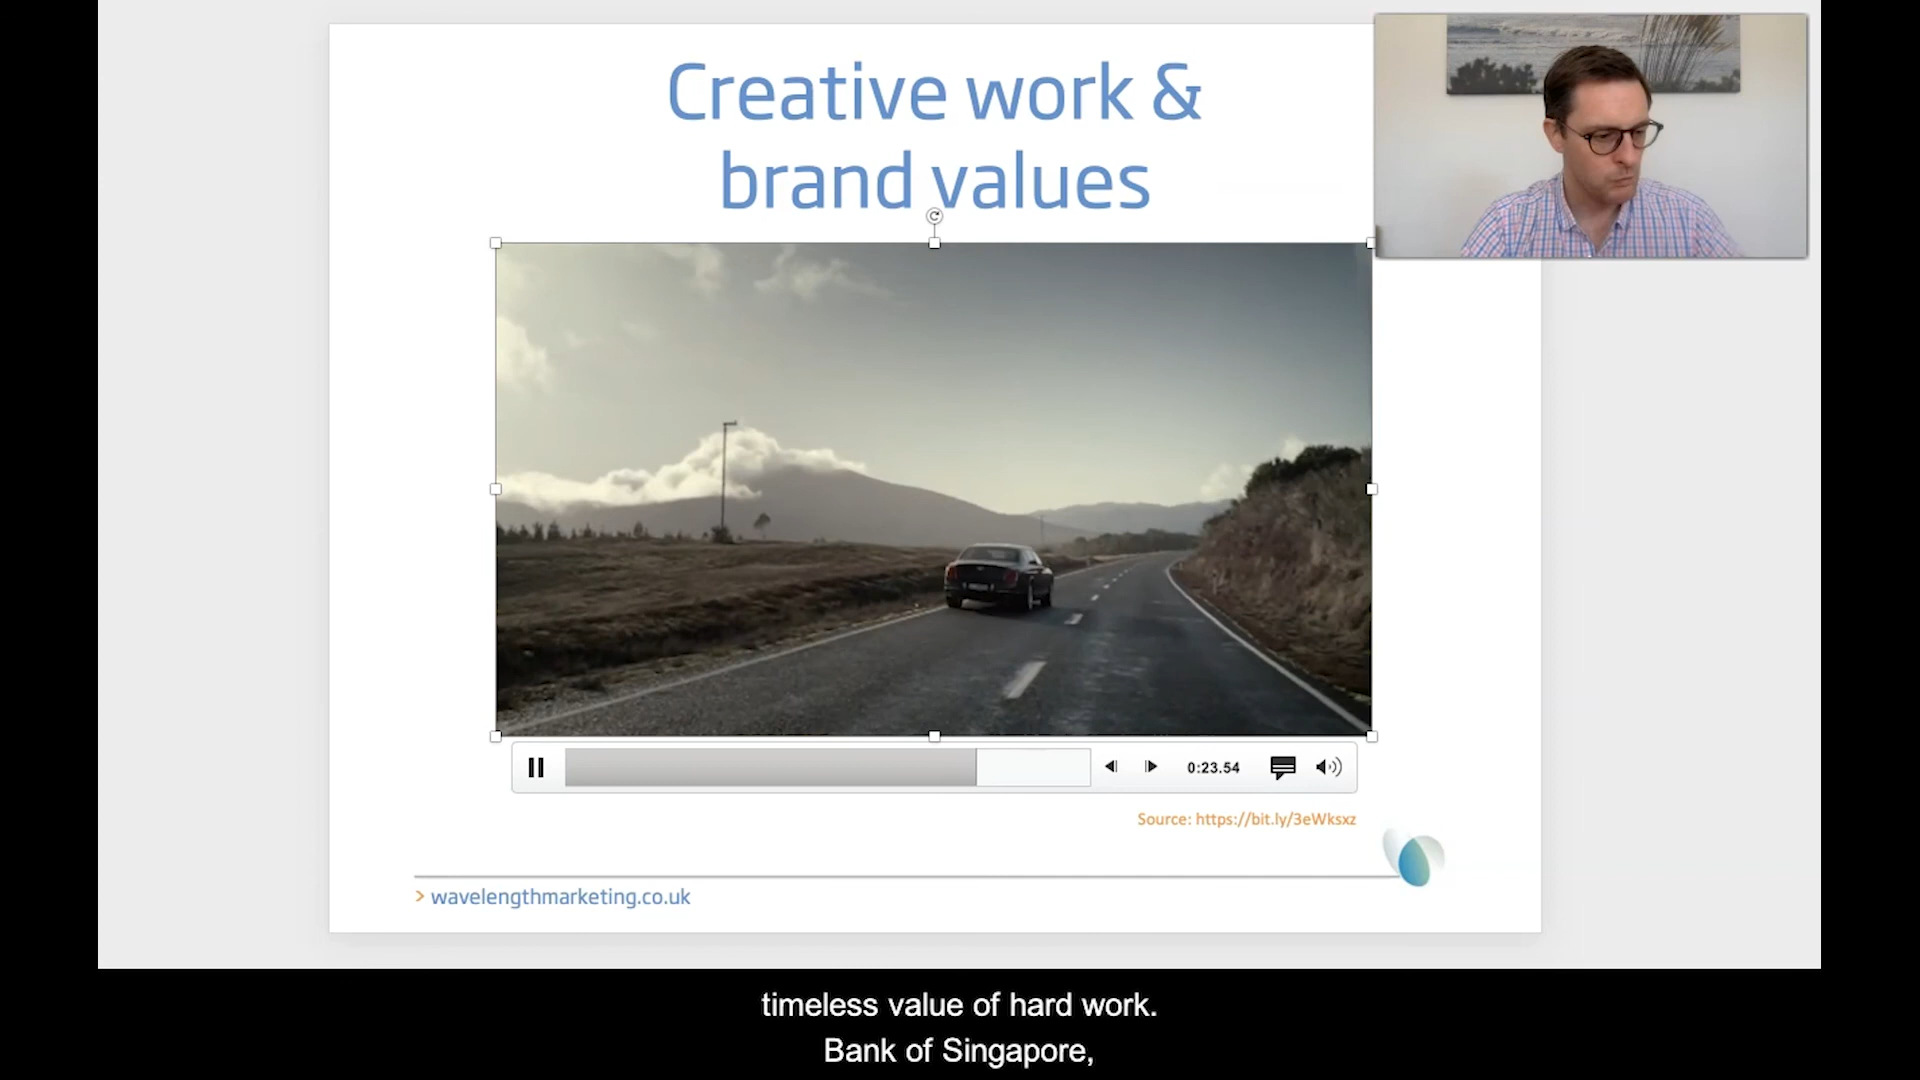 Creative work &
brand values
0:23.54
Source: https://bit.ly/3eWksxz
> wavelengthmarketing.co.uk
timeless value of hard work.
Bank of Singapore,